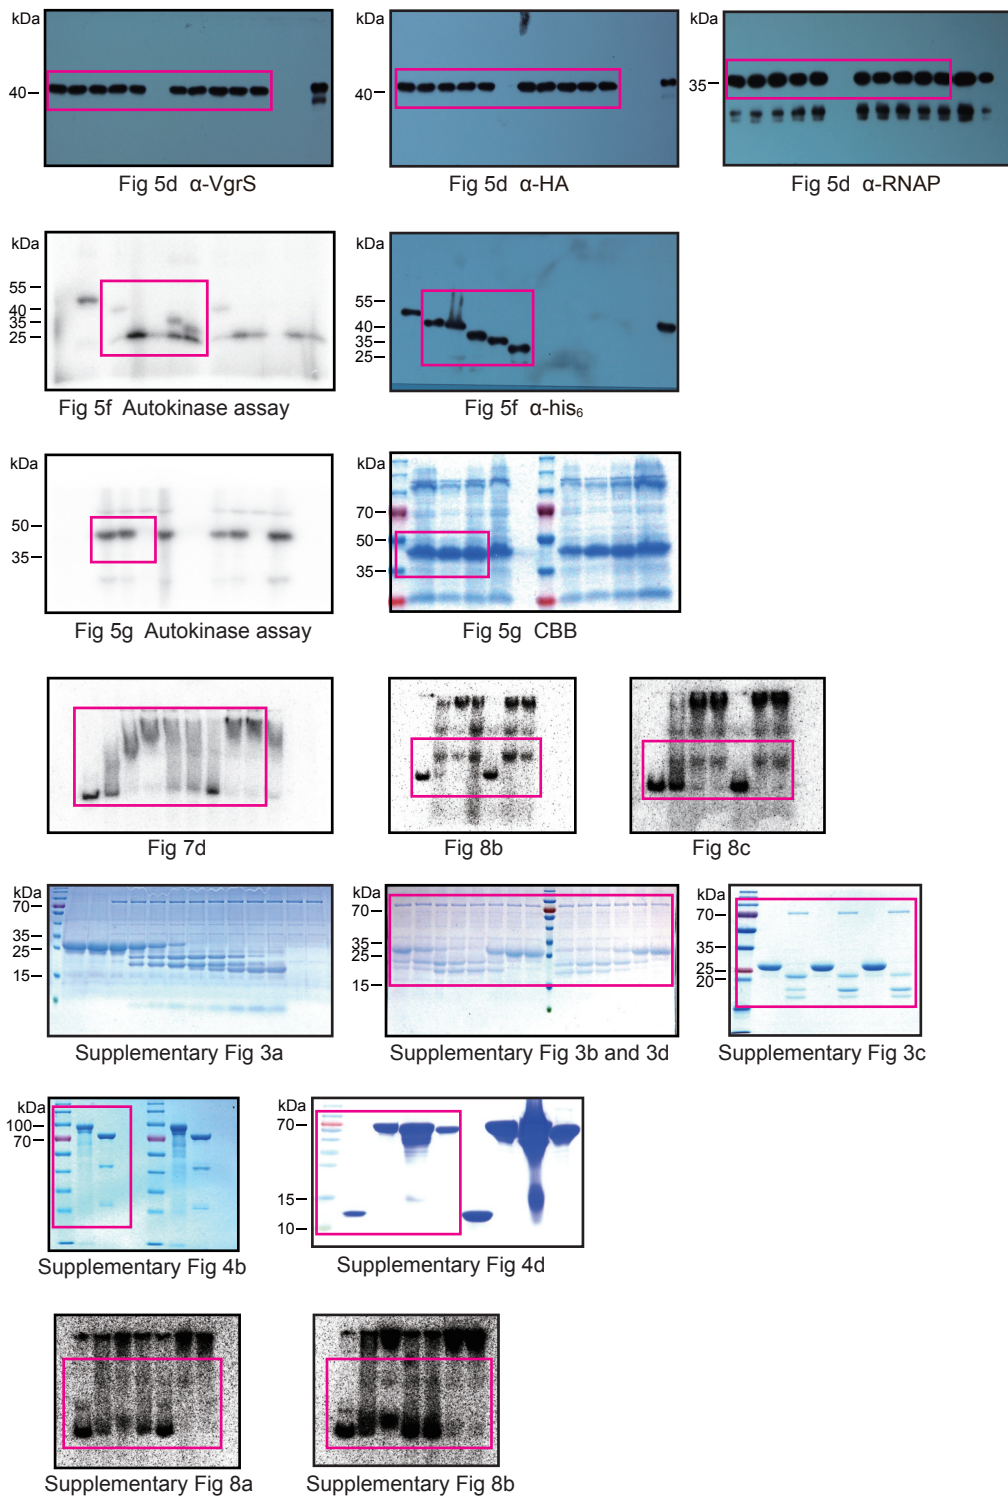 kDa
40
Fig 5d α-VgrS
kDa
40
Fig 5d α-HA
kDa
35
Fig 5d α-RNAP
kDa
55
40
35
25
Fig 5f Autokinase assay
kDa
55
40
35
25
Fig 5f α-his₆
kDa
50
35
Fig 5g Autokinase assay
kDa
70
50
35
Fig 5g CBB
Fig 7d
Fig 8b
Fig 8c
kDa
70
35
25
15
Supplementary Fig 3a
kDa
70
35
25
15
Supplementary Fig 3b and 3d
kDa
70
35
25
20
Supplementary Fig 3c
kDa
100
70
Supplementary Fig 4b
kDa
70
15
10
Supplementary Fig 4d
Supplementary Fig 8a
Supplementary Fig 8b